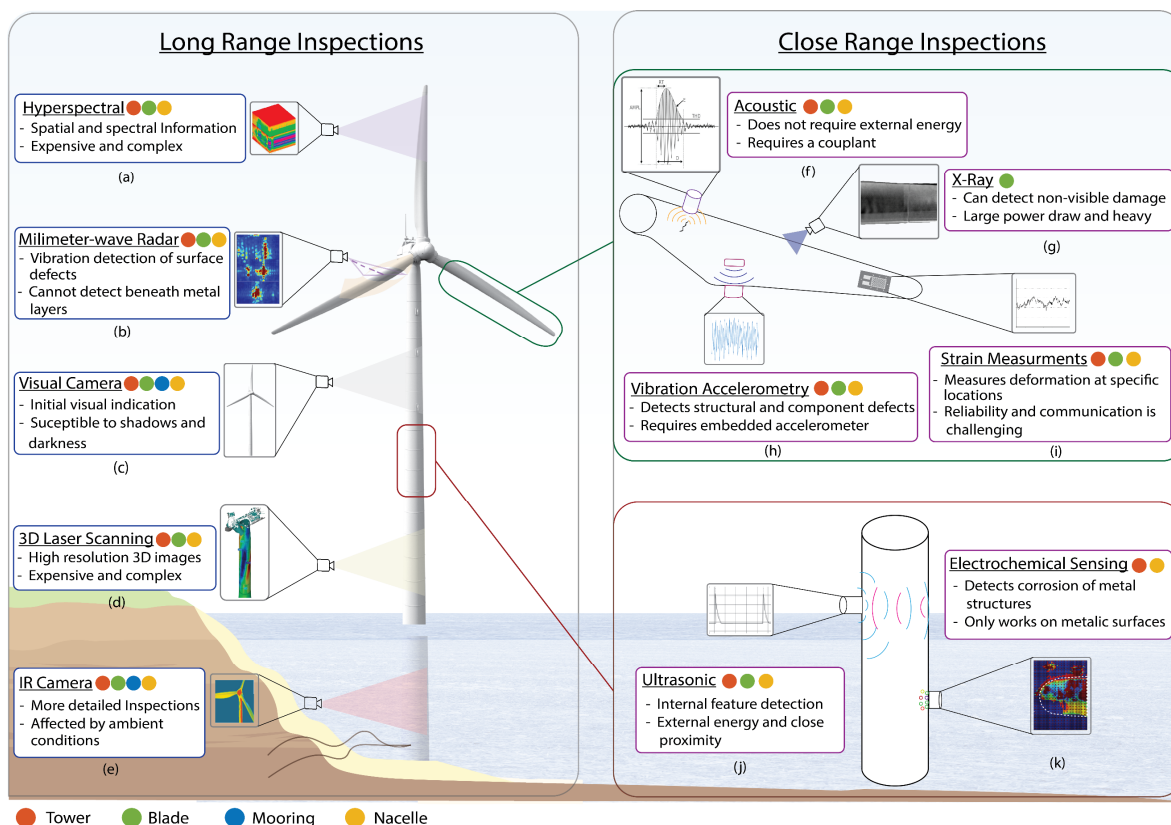 Long Range Inspections
Hyperspectral
- Spatial and spectral Information
- Expensive and complex
(a)
Milimeter-wave Radar
- Vibration detection of surface
defects
- Cannot detect beneath metal
layers
(b)
Visual Camera
- Initial visual indication
- Suceptible to shadows and
darkness
(c)
3D Laser Scanning
- High resolution 3D images
- Expensive and complex
(d)
IR Camera
- More detailed Inspections
- Affected by ambient
conditions
(e)
Close Range Inspections
Acoustic
- Does not require external energy
- Requires a couplant
(f)
AMPL
RT
C
THD
D
X-Ray
- Can detect non-visible damage
- Large power draw and heavy
(g)
Vibration Accelerometry
- Detects structural and component defects
- Requires embedded accelerometer
(h)
Strain Measurments
- Measures deformation at specific
locations
- Reliability and communication is
challenging
(i)
Ultrasonic
- Internal feature detection
- External energy and close
proximity
(j)
Electrochemical Sensing
- Detects corrosion of metal
structures
- Only works on metalic surfaces
(k)
Tower
Blade
Mooring
Nacelle